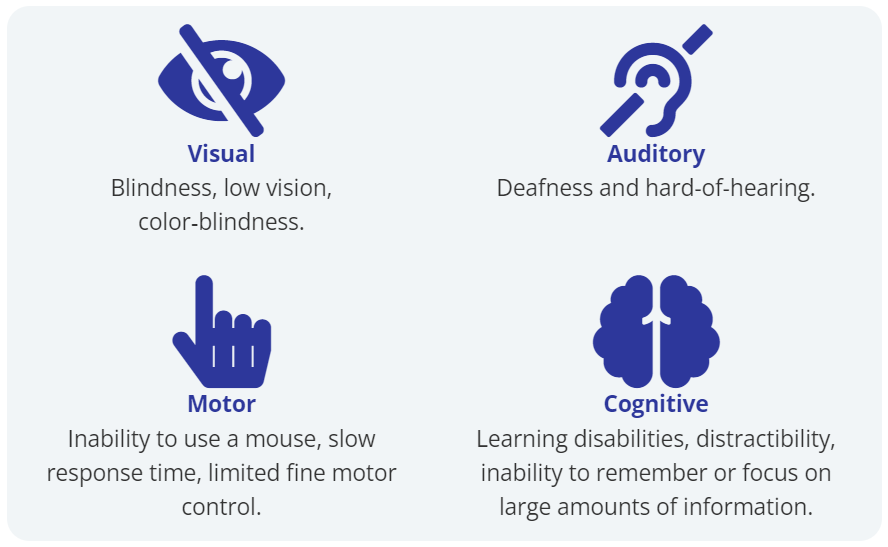 Visual
Blindness, low vision,
color-blindness.
Auditory
Deafness and hard-of-hearing.
Motor
Inability to use a mouse, slow
response time, limited fine motor
control.
Cognitive
Learning disabilities, distractibility,
inability to remember or focus on
large amounts of information.